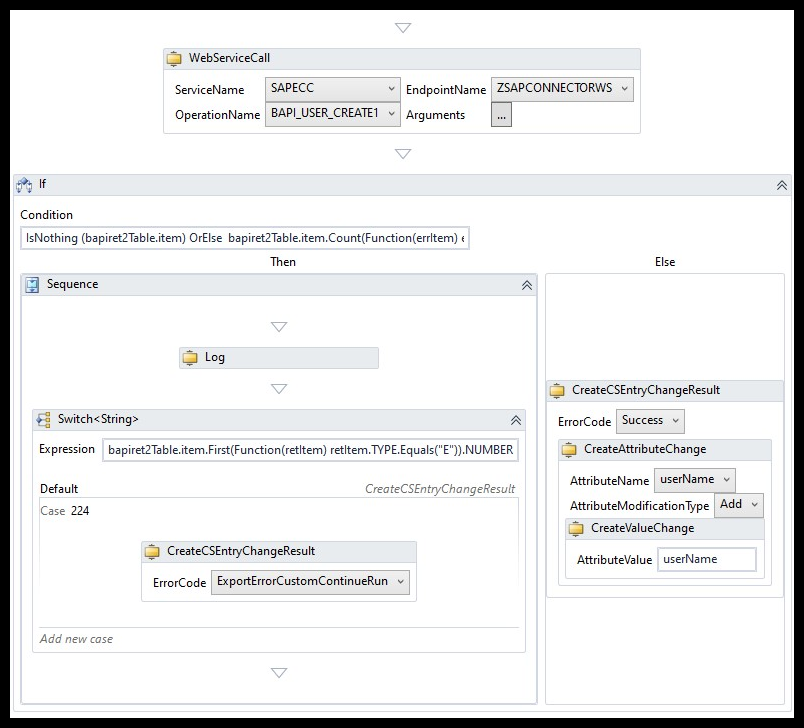 WebServiceCall
ServiceName SAPECC EndpointName ZSAPCONNECTORWS
OperationName BAPI_USER_CREATE1 Arguments ...
If
Condition
IsNothing (bapiret2Table.item) OrElse bapiret2Table.item.Count(Function(errItem)
Then Else
Sequence
Log
Switch<String>
Expression bapiret2Table.item.First(Function(retItem) retItem.TYPE.Equals("E")).NUMBER
Default CreateCSEntryChangeResult
Case 224
CreateCSEntryChangeResult
ErrorCode ExportErrorCustomContinueRun
Add new case
CreateCSEntryChangeResult
ErrorCode Success
CreateAttributeChange
AttributeName userName
AttributeModificationType Add
CreateValueChange
AttributeValue userName